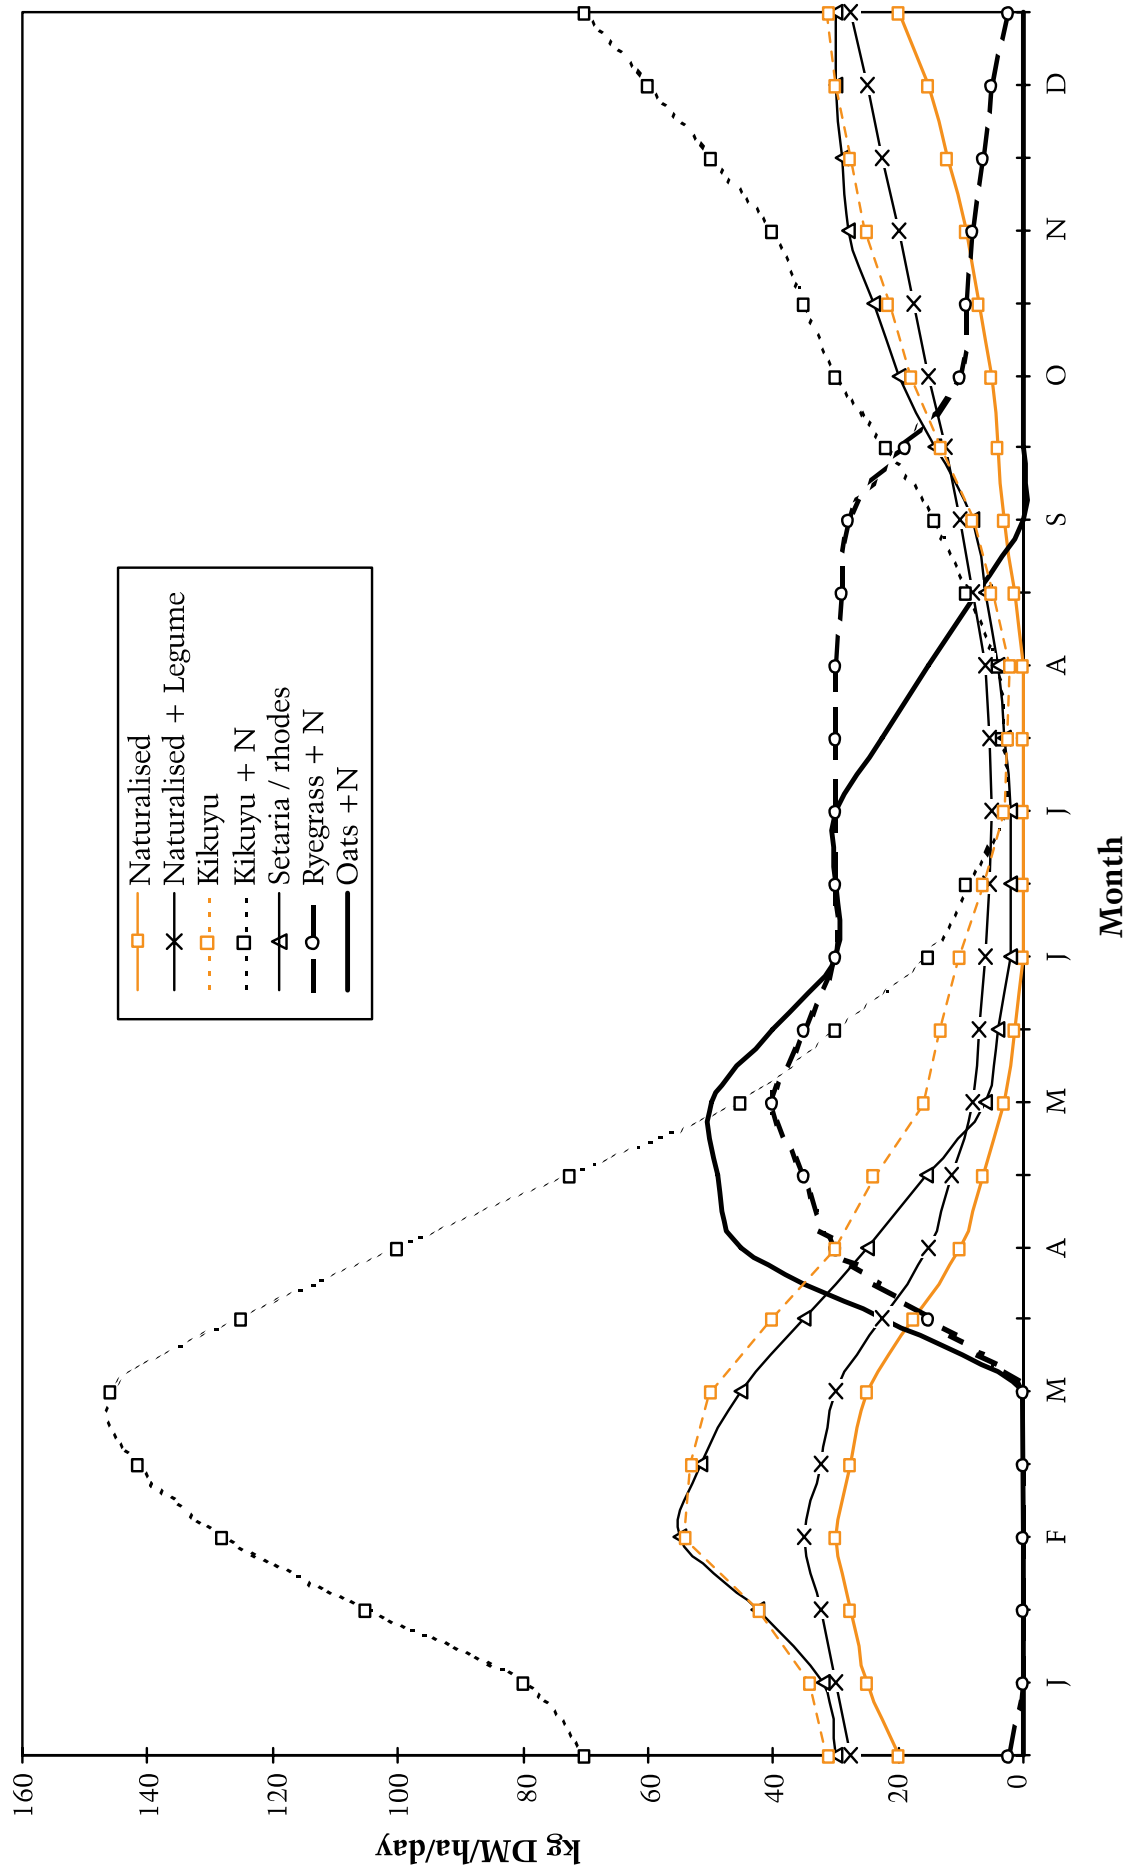 160
140
120
100
80
60
40
20
0
kg DM/ha/day
Naturalised
Naturalised + Legume
Kikuyu
Kikuyu + N
Setaria / rhodes
Ryegrass + N
Oats +N
J F M A M J J A S O N D
Month